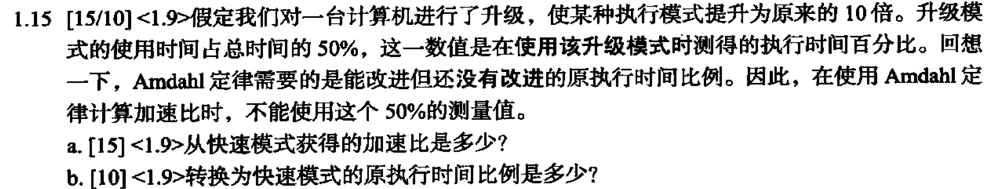 1.15 [15/10] <1.9>假定我们对一台计算机进行了升级，使某种执行模式提升为原来的 10 倍。升级模
式的使用时间占总时间的 50%，这一数值是在使用该升级模式时测得的执行时间百分比。回想
一下，Amdahl 定律需要的是能改进但还没有改进的原执行时间比例。因此，在使用 Amdahl 定
律计算加速比时，不能使用这个 50%的测量值。
a. [15] <1.9>从快速模式获得的加速比是多少?
b. [10] <1.9>转换为快速模式的原执行时间比例是多少?